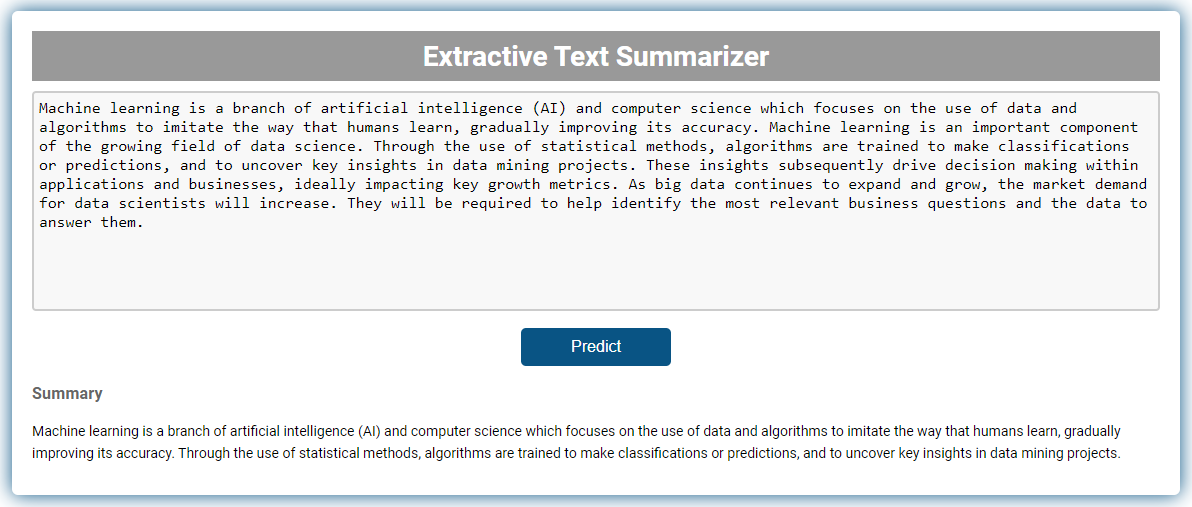 Extractive Text Summarizer
Machine learning is a branch of artificial intelligence (AI) and computer science which focuses on the use of data and
algorithms to imitate the way that humans learn, gradually improving its accuracy. Machine learning is an important component
of the growing field of data science. Through the use of statistical methods, algorithms are trained to make classifications
or predictions, and to uncover key insights in data mining projects. These insights subsequently drive decision making within
applications and businesses, ideally impacting key growth metrics. As big data continues to expand and grow, the market demand
for data scientists will increase. They will be required to help identify the most relevant business questions and the data to
answer them.
Predict
Summary
Machine learning is a branch of artificial intelligence (AI) and computer science which focuses on the use of data and algorithms to imitate the way that humans learn, gradually
improving its accuracy. Through the use of statistical methods, algorithms are trained to make classifications or predictions, and to uncover key insights in data mining projects.